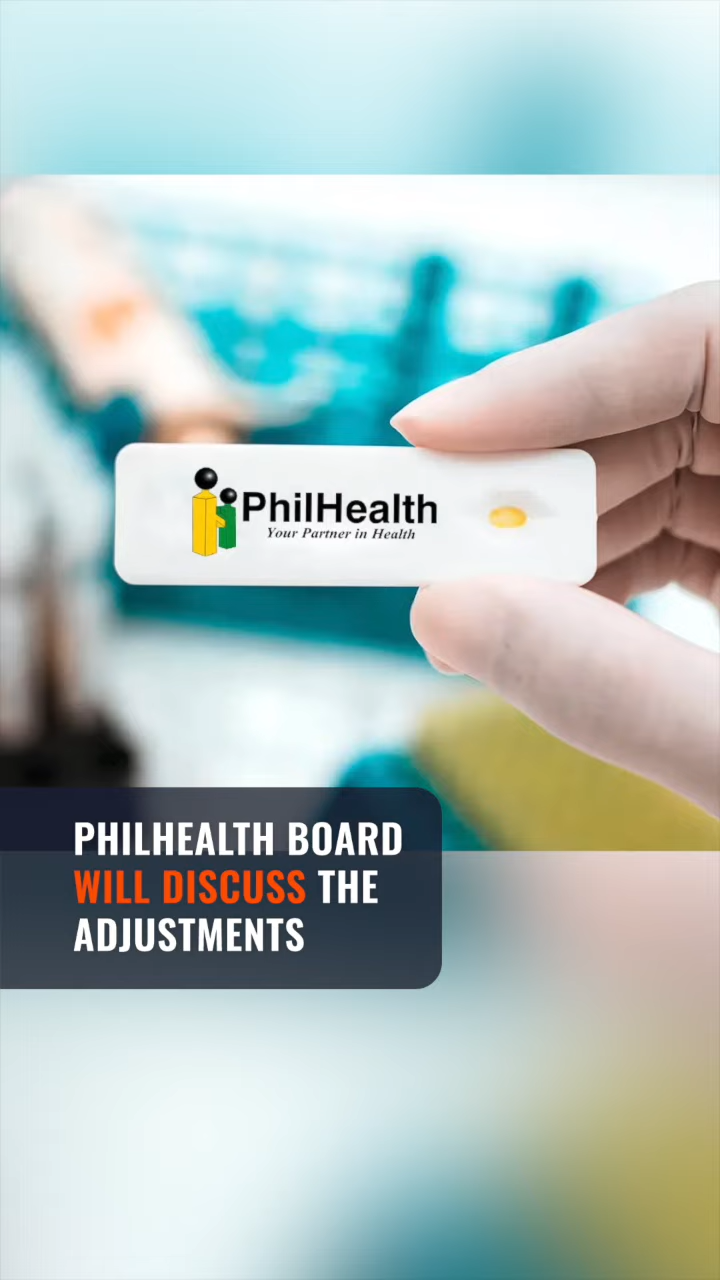 PhilHealth
Your Partner in Health
PHILHEALTH BOARD
WILL DISCUSS THE
ADJUSTMENTS